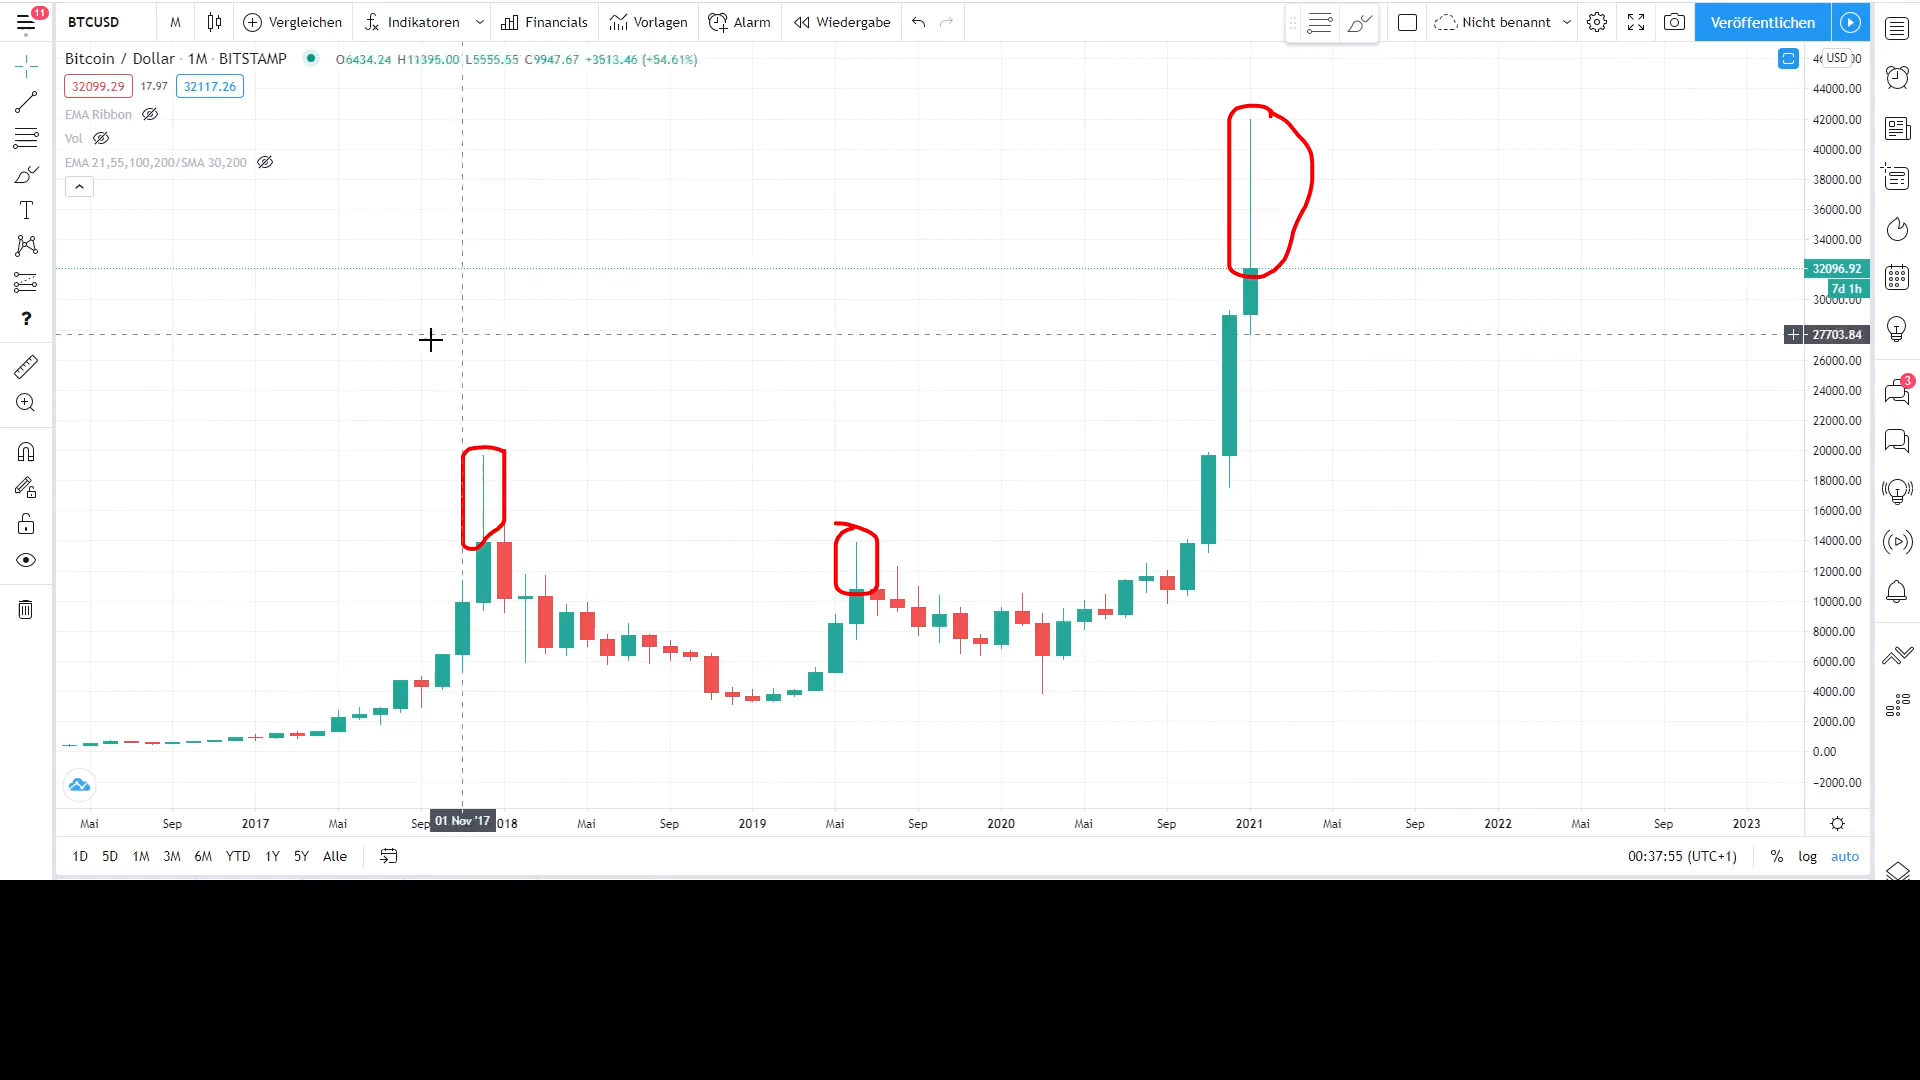 11
BTCUSD M Vergleichen Indikatoren Financials Vorlagen Alarm Wiedergabe Nicht benannt Veröffentlichen
Bitcoin / Dollar · 1M · BITSTAMP O6434.24 H11395.00 L5555.55 C9947.67 +3513.46 (+54.61%)
32099.29 17.97 32117.26
EMA Ribbon
Vol
EMA 21,55,100,200/SMA 30,200
USD
44000.00
42000.00
40000.00
38000.00
36000.00
34000.00
32096.92
7d 1h
30000.00
27703.84
26000.00
24000.00
22000.00
20000.00
18000.00
16000.00
14000.00
12000.00
10000.00
8000.00
6000.00
4000.00
2000.00
0.00
−2000.00
3
Mai Sep 2017 Mai Sep 01 Nov '17 018 Mai Sep 2019 Mai Sep 2020 Mai Sep 2021 Mai Sep 2022 Mai Sep 2023
1D 5D 1M 3M 6M YTD 1Y 5Y Alle 00:37:55 (UTC+1) % log auto